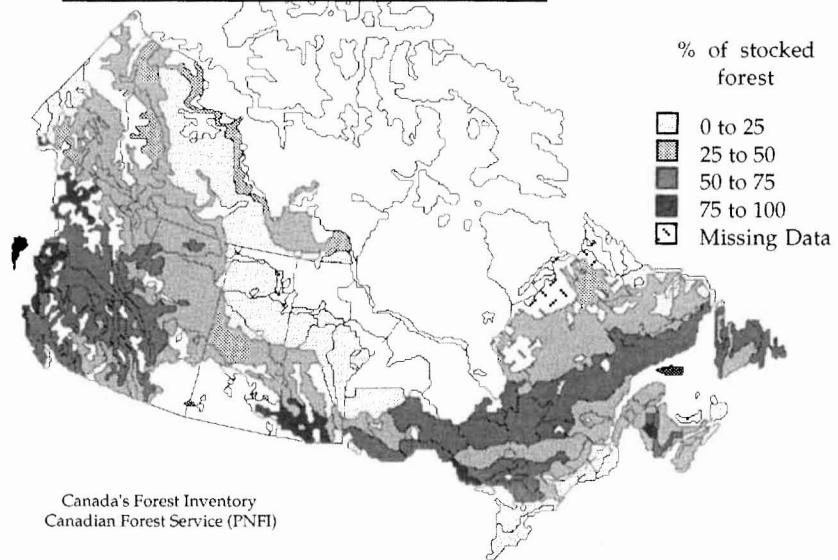 % of stocked
forest
0 to 25
25 to 50
50 to 75
75 to 100
Missing Data
Canada's Forest Inventory
Canadian Forest Service (PNFI)